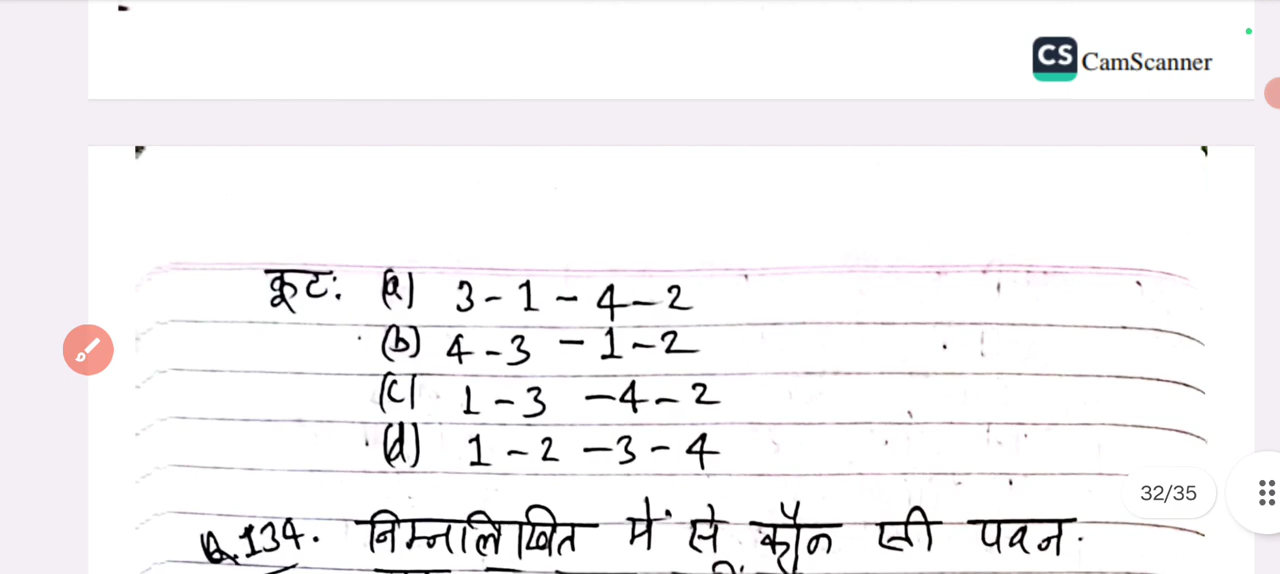 CS CamScanner
कूटः (a) 3-1-4-2
(b) 4-3-1-2
(c) 1-3-4-2
(d) 1-2-3-4
32/35
Q.134. निम्नलिखित में से कौन सी पवन